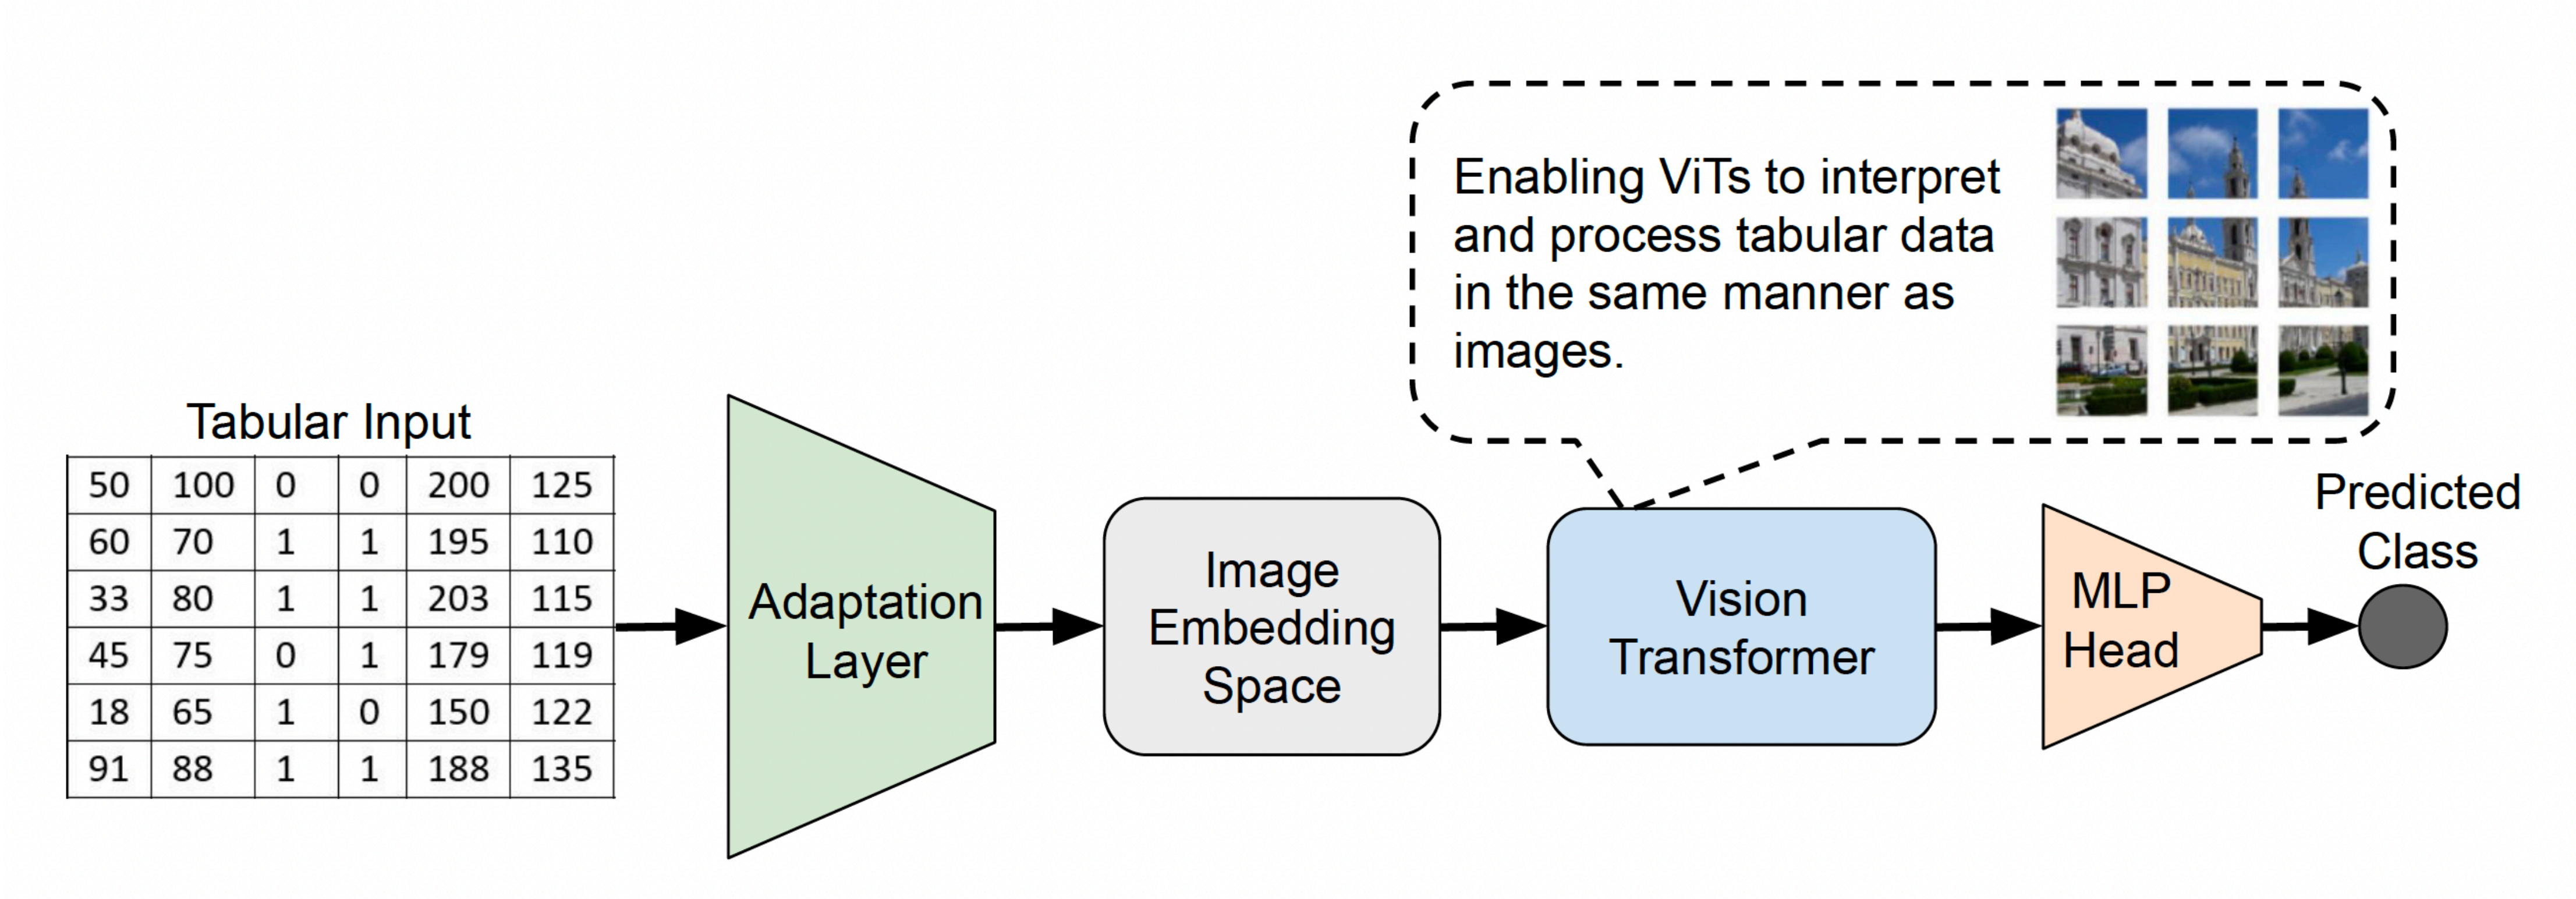 Enabling ViTs to interpret
and process tabular data
in the same manner as
images.
Tabular Input
50 100 0 0 200 125
60 70 1 1 195 110
33 80 1 1 203 115
45 75 0 1 179 119
18 65 1 0 150 122
91 88 1 1 188 135
Adaptation
Layer
Image
Embedding
Space
Vision
Transformer
MLP
Head
Predicted
Class